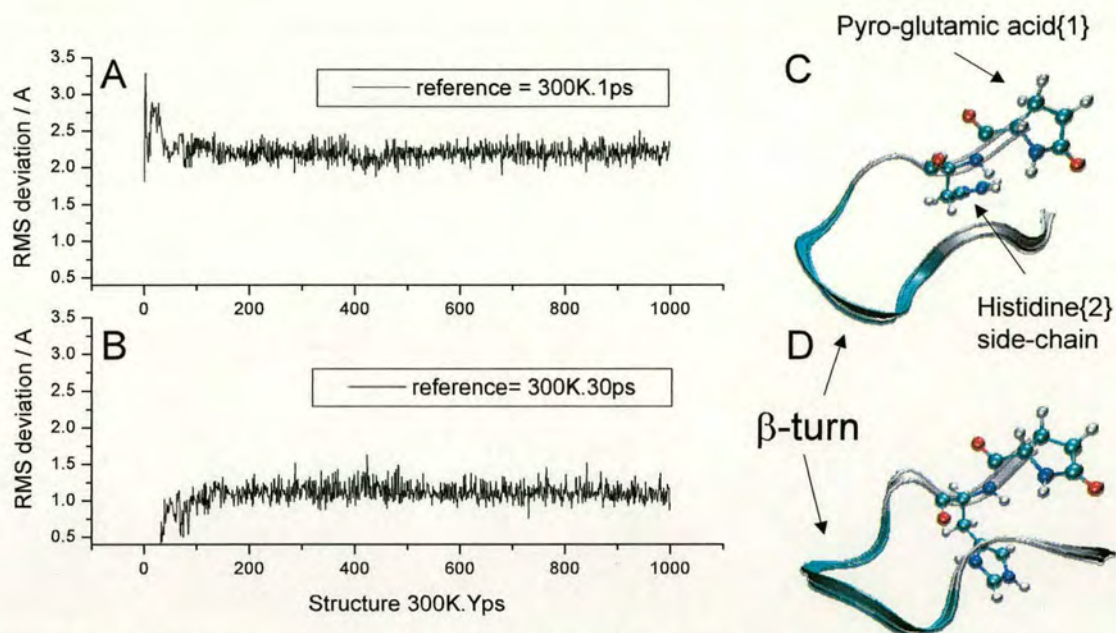 A
reference = 300K.1ps
RMS deviation / A
3.5
3.0
2.5
2.0
1.5
1.0
0.5
0
200
400
600
800
1000
B
reference= 300K.30ps
RMS deviation / A
3.5
3.0
2.5
2.0
1.5
1.0
0.5
0
200
400
600
800
1000
Structure 300K.Yps
C
Pyro-glutamic acid{1}
Histidine{2}
side-chain
D
β-turn